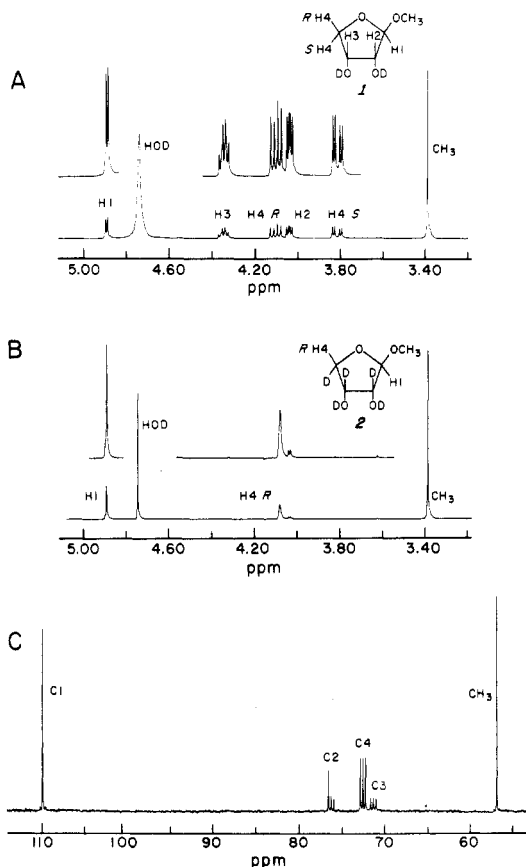 A
R H4
O
OCH3
H3
H2
S H4
H1
DO
OD
1
HOD
CH3
H1
H3
H4 R
H2
H4 S
5.00 4.60 4.20 3.80 3.40
ppm
B
R H4
O
OCH3
D
D
D
H1
DO
OD
2
HOD
H1
H4 R
CH3
5.00 4.60 4.20 3.80 3.40
ppm
C
C1
CH3
C2
C4
C3
110 100 90 80 70 60
ppm